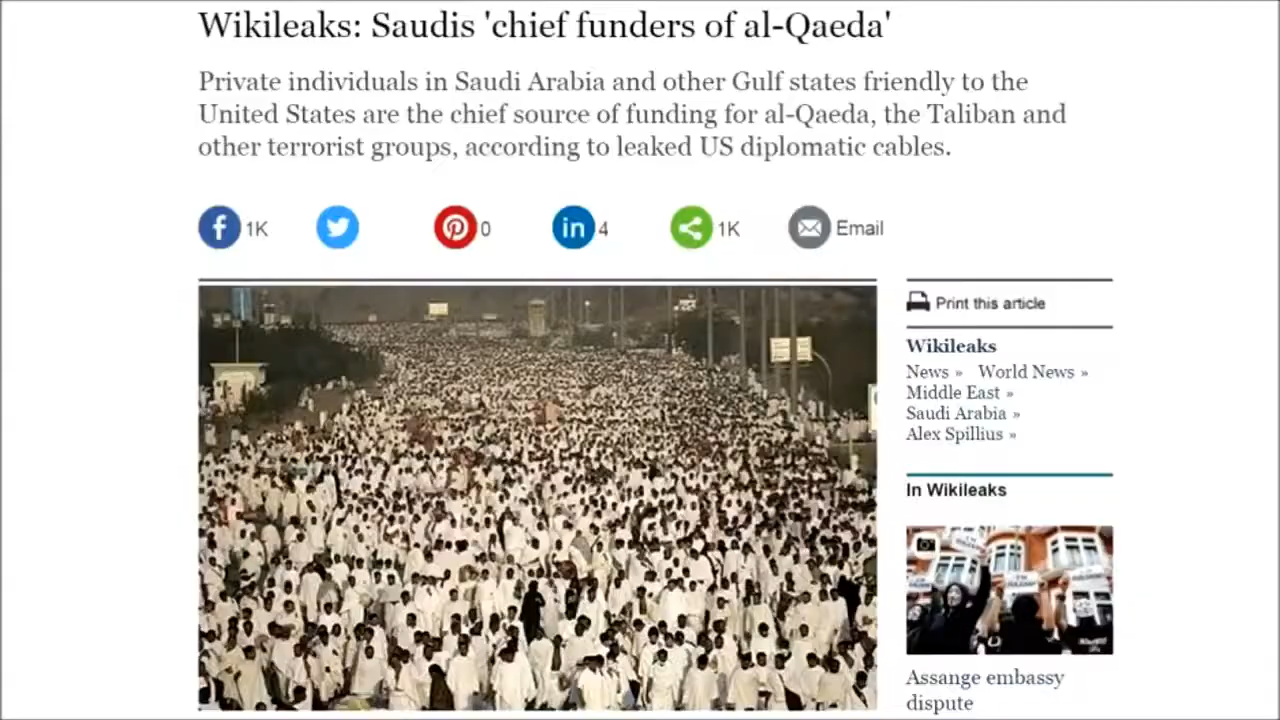 Wikileaks: Saudis 'chief funders of al-Qaeda'
Private individuals in Saudi Arabia and other Gulf states friendly to the
United States are the chief source of funding for al-Qaeda, the Taliban and
other terrorist groups, according to leaked US diplomatic cables.
1K
0
in 4
1K
Email
Print this article
Wikileaks
News » World News »
Middle East »
Saudi Arabia »
Alex Spillius »
In Wikileaks
Assange embassy
dispute